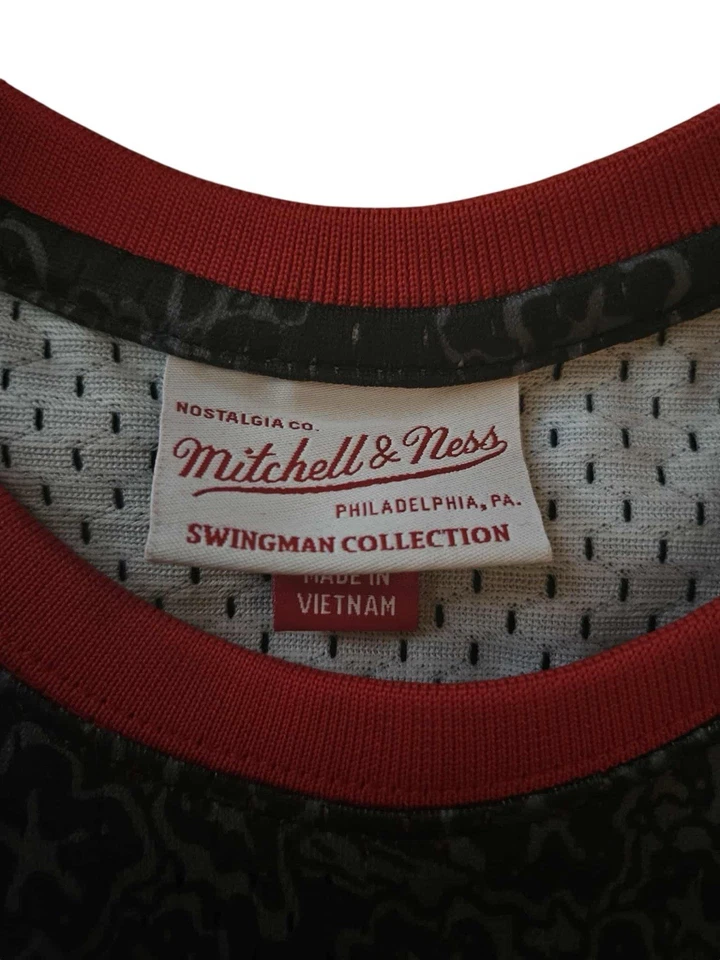 NOSTALGIA CO.
Mitchell & Ness
PHILADELPHIA, PA.
SWINGMAN COLLECTION
MADE IN
VIETNAM